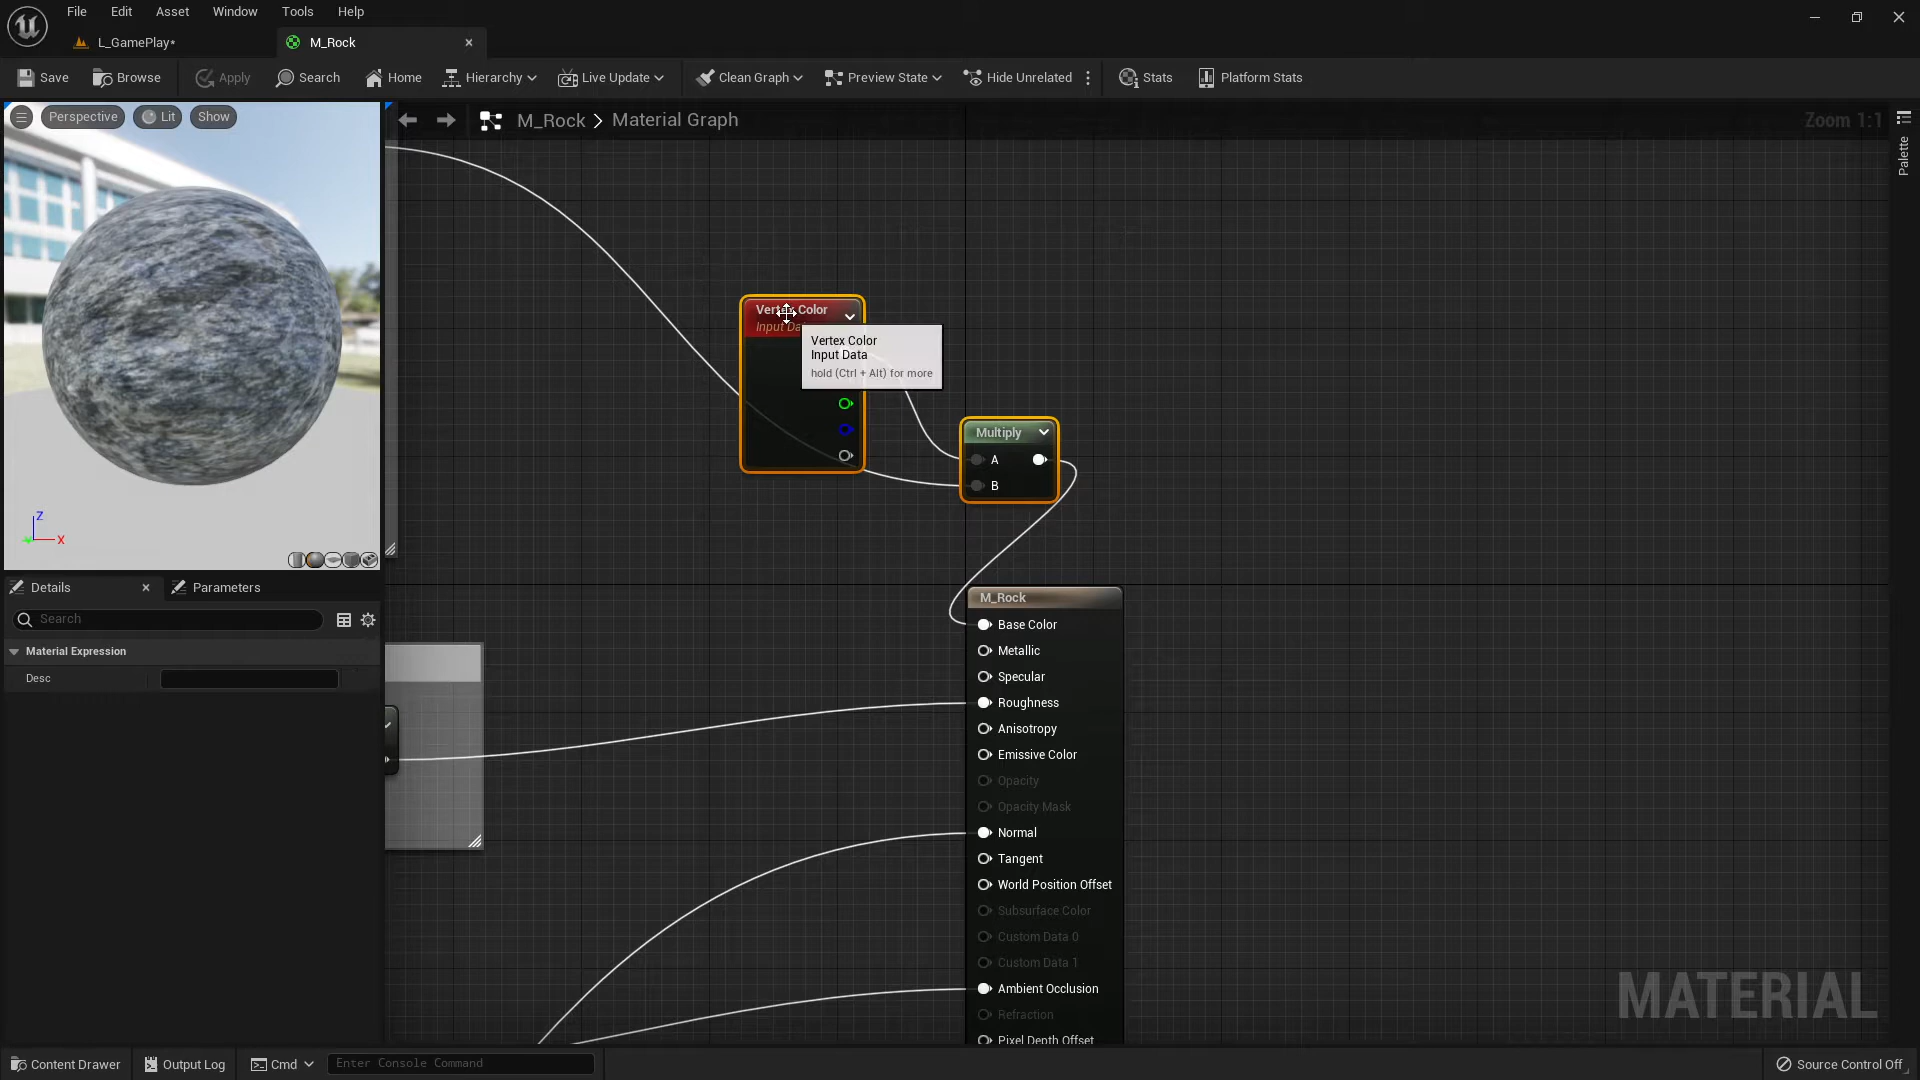 File Edit Asset Window Tools Help
L_GamePlay*
M_Rock
Save
Browse
Apply
Search
Home
Hierarchy
Live Update
Clean Graph
Preview State
Hide Unrelated
Stats
Platform Stats
Perspective
Lit
Show
M_Rock > Material Graph
Zoom 1:1
Palette
Vertex Color
Vertex Color
Input Data
hold (Ctrl + Alt) for more
Multiply
A
B
Z
X
Details
Parameters
Search
Material Expression
Desc
M_Rock
Base Color
Metallic
Specular
Roughness
Anisotropy
Emissive Color
Opacity
Opacity Mask
Normal
Tangent
World Position Offset
Subsurface Color
Custom Data 0
Custom Data 1
Ambient Occlusion
Refraction
Pixel Depth Offset
MATERIAL
Content Drawer
Output Log
Cmd
Enter Console Command
Source Control Off